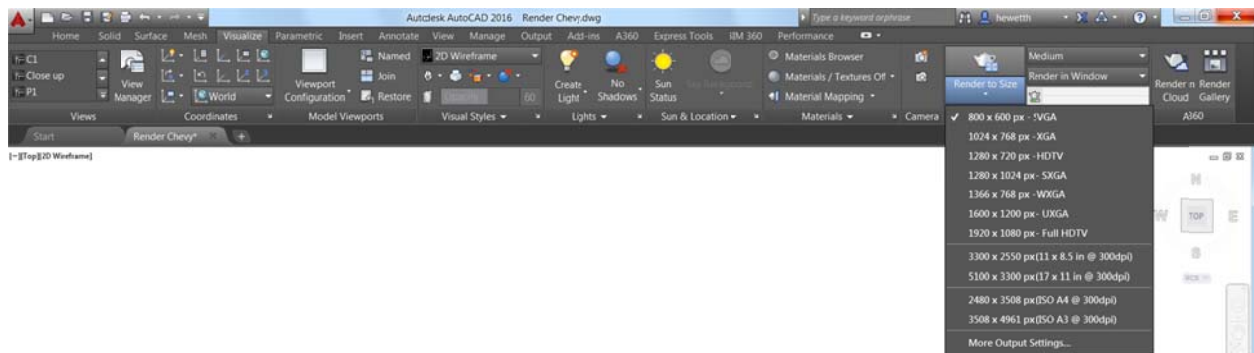 Autodesk AutoCAD 2016 Render Chevy.dwg
Type a keyword or phrase
hewetth
Home Solid Surface Mesh Visualize Parametric Insert Annotate View Manage Output Add-ins A360 Express Tools BIM 360 Performance
C1
Close up
P1
View
Manager
World
Viewport
Configuration
Named
Join
Restore
2D Wireframe
Opacity 60
Create
Light
No
Shadows
Sun
Status
Materials Browser
Materials / Textures Off
Material Mapping
Render to Size
Medium
Render in Window
Render n Render
Cloud Gallery
Views Coordinates Model Viewports Visual Styles Lights Sun & Location Materials Camera A360
Start Render Chevy*
[−][Top][2D Wireframe]
800 x 600 px - SVGA
1024 x 768 px - XGA
1280 x 720 px - HDTV
1280 x 1024 px - SXGA
1366 x 768 px - WXGA
1600 x 1200 px - UXGA
1920 x 1080 px - Full HDTV
3300 x 2550 px (11 x 8.5 in @ 300dpi)
5100 x 3300 px (17 x 11 in @ 300dpi)
2480 x 3508 px (ISO A4 @ 300dpi)
3508 x 4961 px (ISO A3 @ 300dpi)
More Output Settings...
N
W TOP E
S
WCS